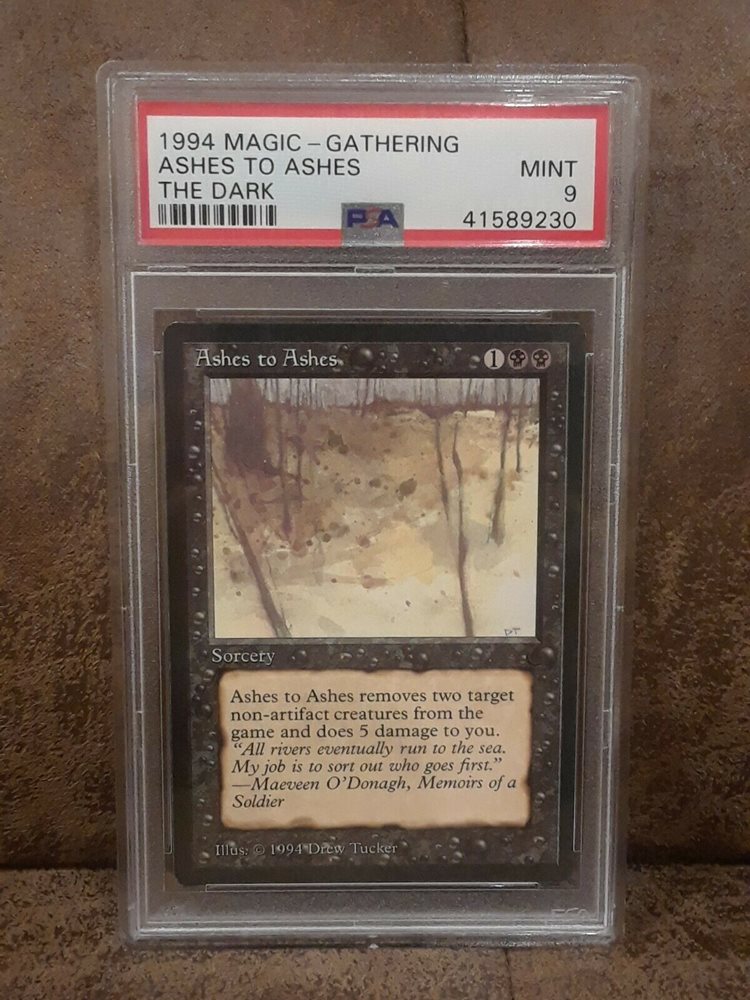 1994 MAGIC – GATHERING
ASHES TO ASHES MINT
THE DARK 9
PSA 41589230
Ashes to Ashes 1
DT
Sorcery
Ashes to Ashes removes two target
non-artifact creatures from the
game and does 5 damage to you.
“All rivers eventually run to the sea.
My job is to sort out who goes first.”
—Maeveen O’Donagh, Memoirs of a
Soldier
Illus. © 1994 Drew Tucker